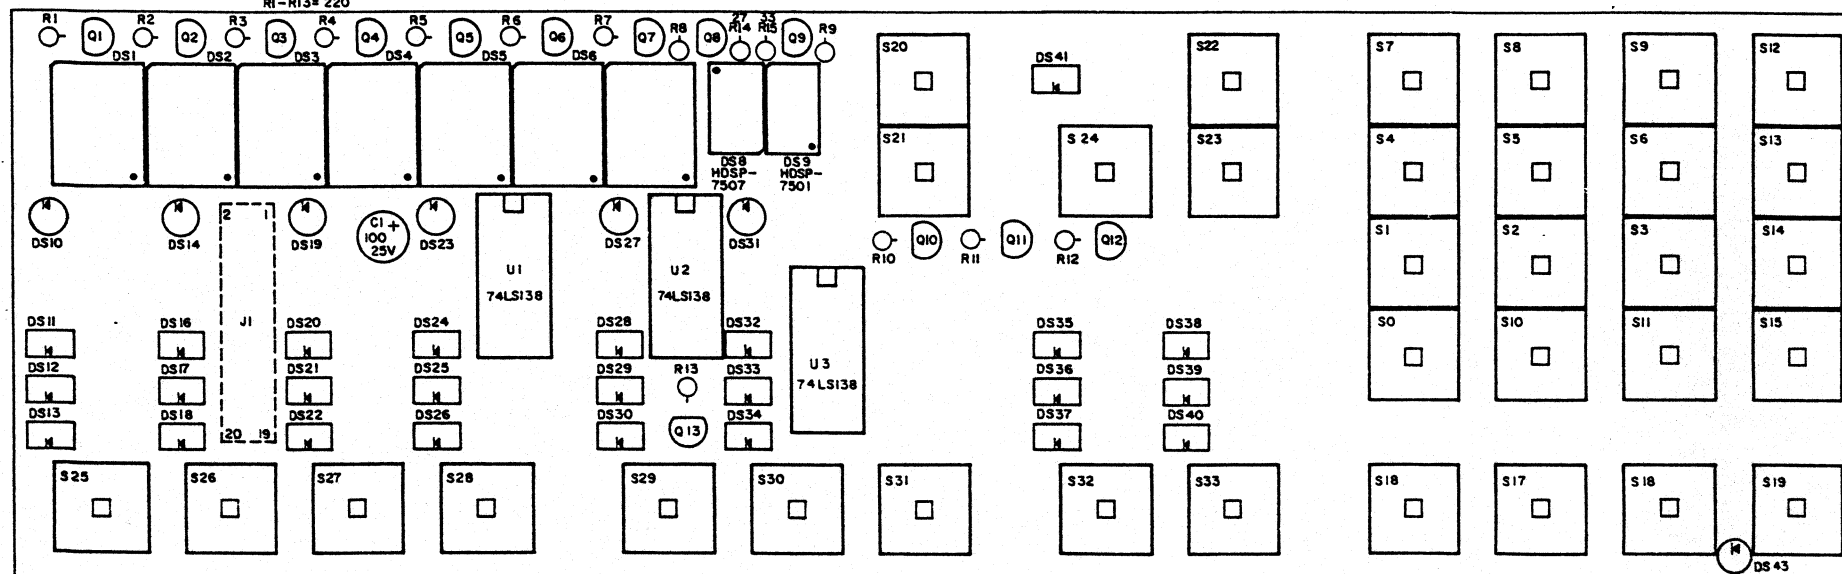 R1-R13= 220
R1 Q1 R2 Q2 R3 Q3 R4 Q4 R5 Q5 R6 Q6 R7 Q7 R8 Q8 27 R14 33 R15 Q9 R9
DS1 DS2 DS3 DS4 DS5 DS6
S20 S22 S7 S8 S9 S12
DS41
S21 S24 S23 S4 S5 S6 S13
DS8 HDSP-7507
DS9 HDSP-7501
DS10 DS14 DS19 DS23 DS27 DS31
2 1
C1 +
100
25V
R10 Q10 R11 Q11 R12 Q12
S1 S2 S3 S14
U1
74LS138
U2
74LS138
J1
DS11 DS16 DS20 DS24 DS28 DS32 DS35 DS38
S0 S10 S11 S15
DS12 DS17 DS21 DS25 DS29 R13 DS33 DS36 DS39
U3
74LS138
DS13 DS18 DS22 DS26 DS30 Q13 DS34 DS37 DS40
20 19
S25 S26 S27 S28 S29 S30 S31 S32 S33 S18 S17 S18 S19
DS43